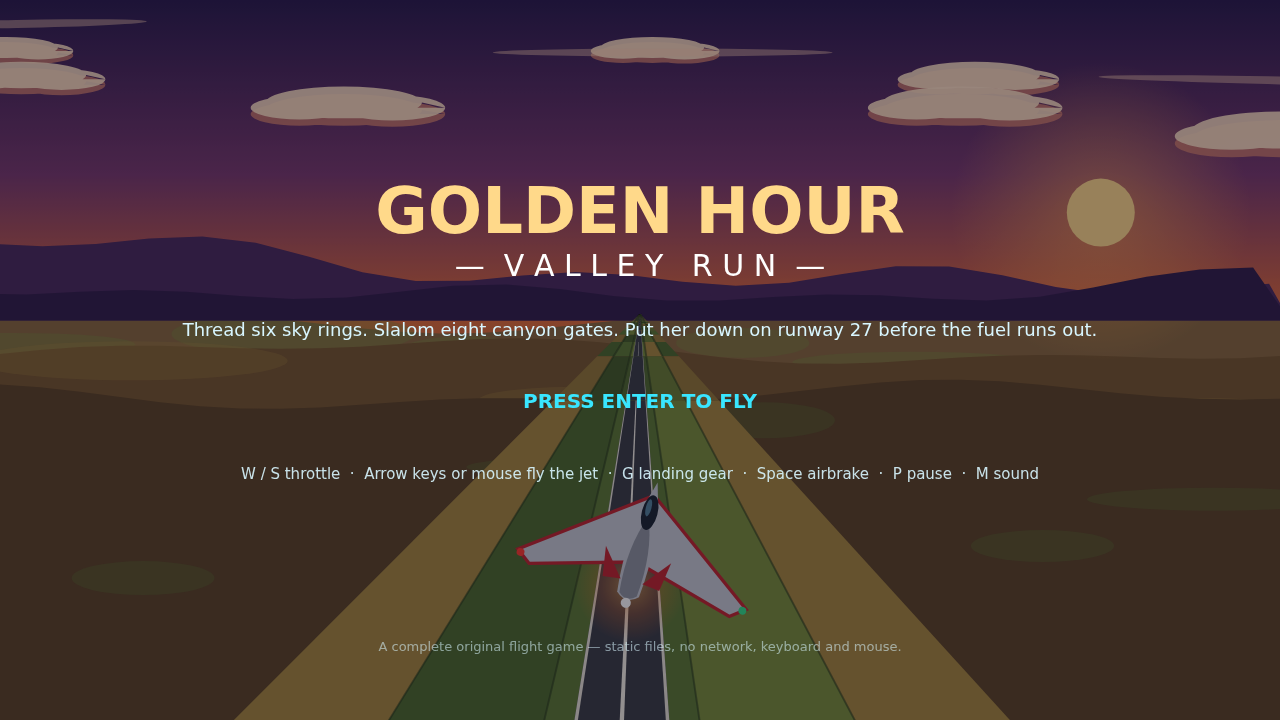 GOLDEN HOUR
— VALLEY RUN —
Thread six sky rings. Slalom eight canyon gates. Put her down on runway 27 before the fuel runs out.
PRESS ENTER TO FLY
W / S throttle · Arrow keys or mouse fly the jet · G landing gear · Space airbrake · P pause · M sound
A complete original flight game — static files, no network, keyboard and mouse.